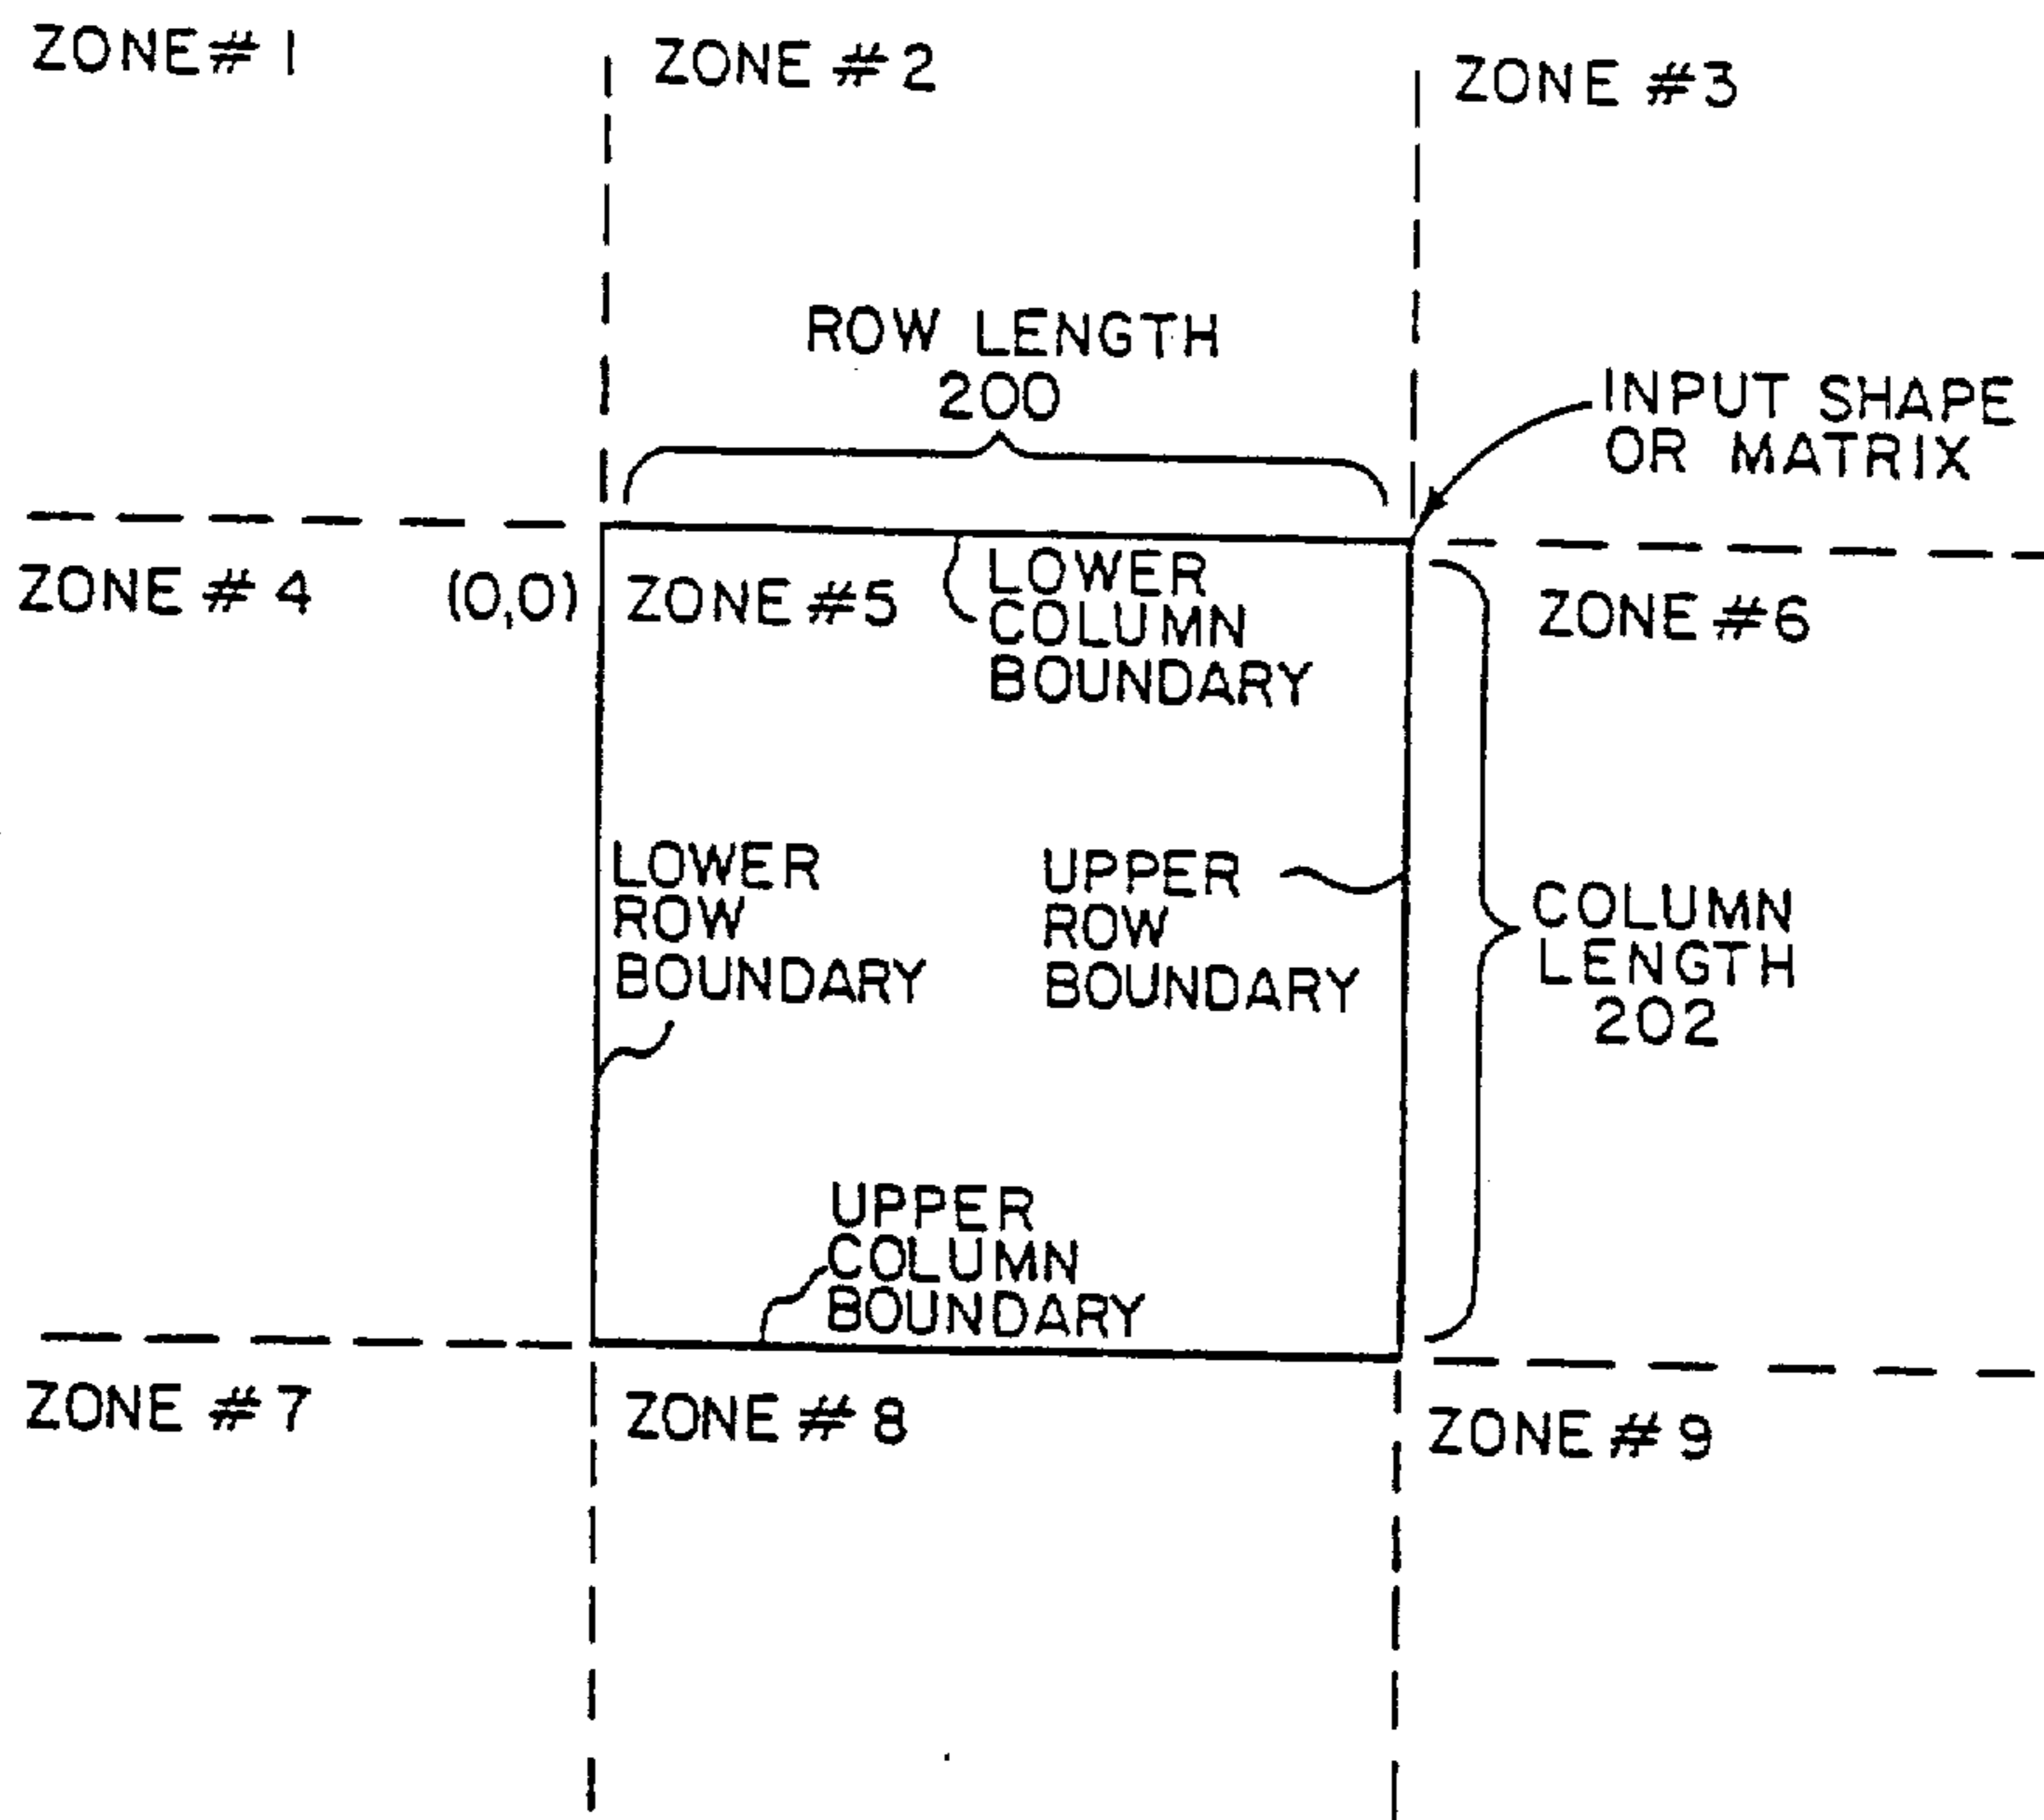 ZONE# 1
ZONE #2
ZONE #3
ROW LENGTH
200
INPUT SHAPE
OR MATRIX
ZONE # 4
(0,0)
ZONE #5
LOWER
COLUMN
BOUNDARY
ZONE #6
LOWER
ROW
BOUNDARY
UPPER
ROW
BOUNDARY
COLUMN
LENGTH
202
UPPER
COLUMN
BOUNDARY
ZONE #7
ZONE #8
ZONE #9